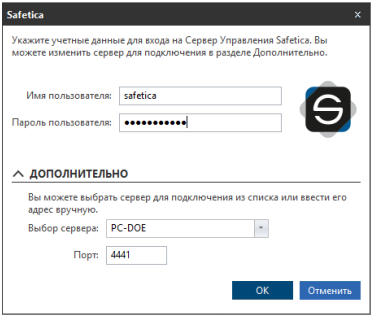 Safetica x
Укажите учетные данные для входа на Сервер Управления Safetica. Вы
можете изменить сервер для подключения в разделе Дополнительно.
Имя пользователя: safetica
Пароль пользователя: ●●●●●●●●●●●
ДОПОЛНИТЕЛЬНО
Вы можете выбрать сервер для подключения из списка или ввести его
адрес вручную.
Выбор сервера: PC-DOE
Порт: 4441
OK Отменить